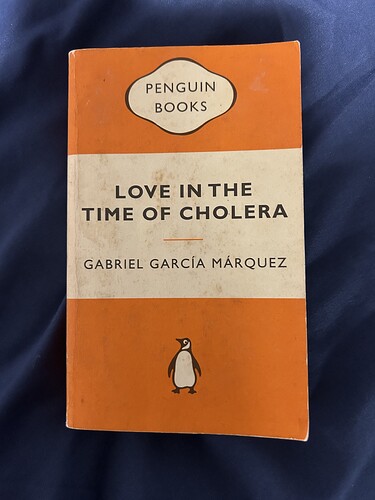 PENGUIN
BOOKS
LOVE IN THE
TIME OF CHOLERA
GABRIEL GARCÍA MÁRQUEZ